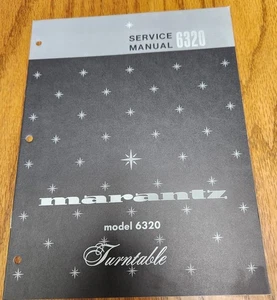 SERVICE
MANUAL 6320
marantz
model 6320
Turntable